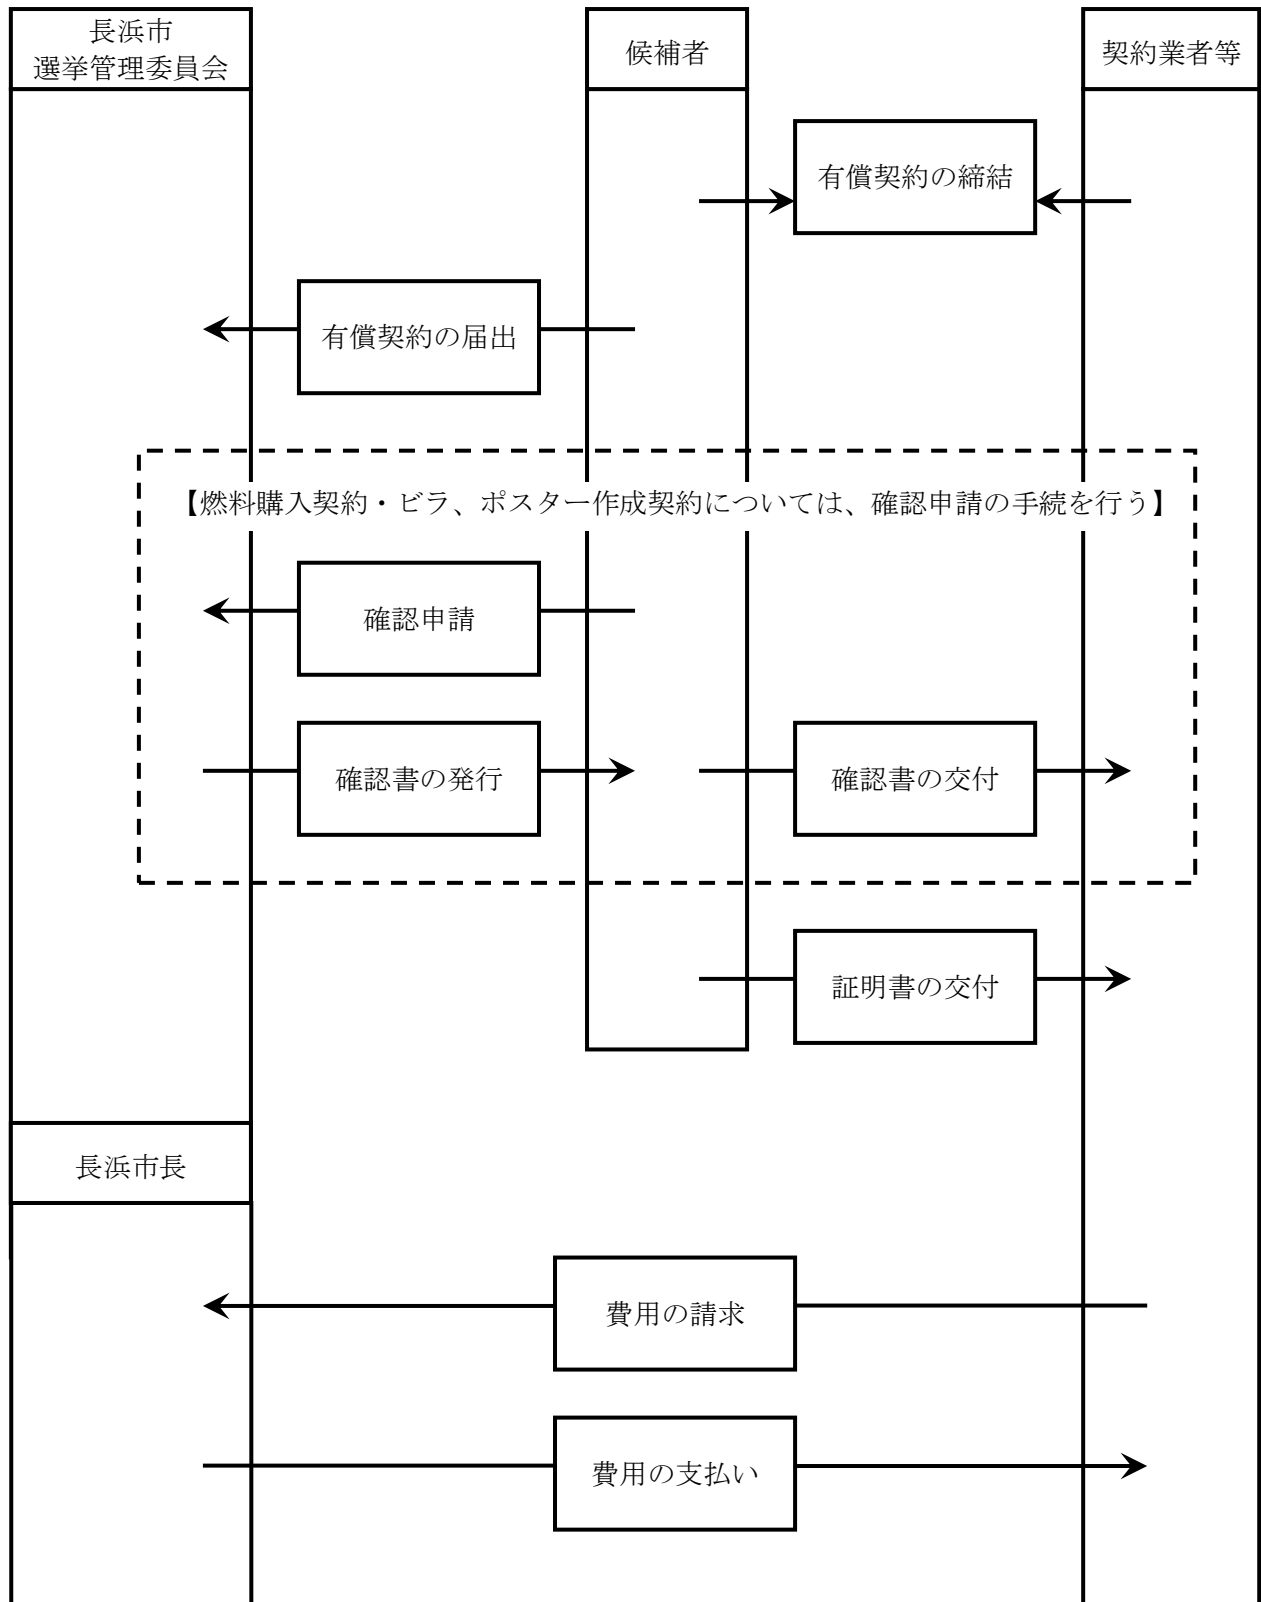 長浜市
選挙管理委員会
候補者
契約業者等
有償契約の締結
有償契約の届出
【燃料購入契約・ビラ、ポスター作成契約については、確認申請の手続を行う】
確認申請
確認書の発行
確認書の交付
証明書の交付
長浜市長
費用の請求
費用の支払い